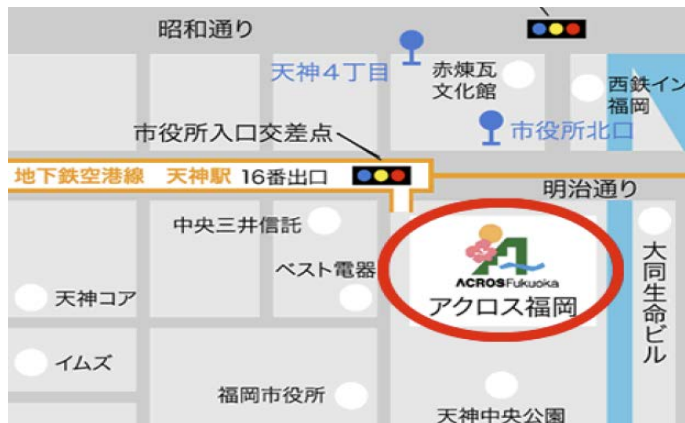 昭和通り
天神4丁目
赤煉瓦
文化館
西鉄イン
福岡
市役所北口
市役所入口交差点
地下鉄空港線 天神駅 16番出口
明治通り
中央三井信託
ベスト電器
ACROS Fukuoka
アクロス福岡
大同生命ビル
天神コア
イムズ
福岡市役所
天神中央公園